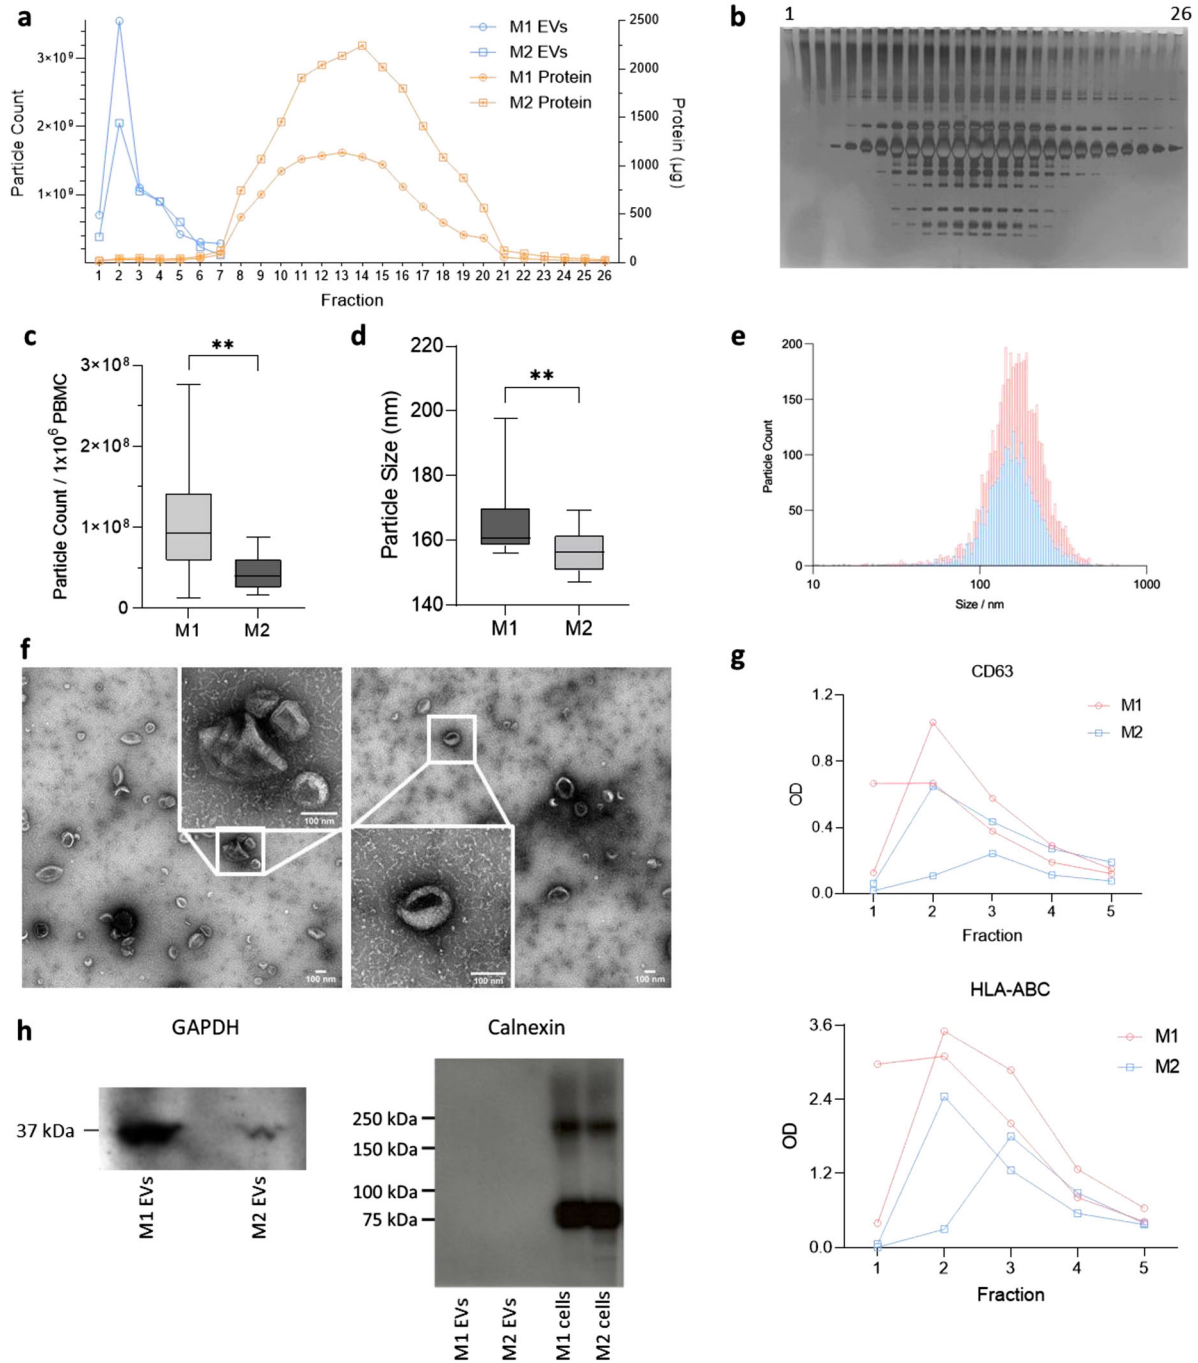 a
M1 EVs
M2 EVs
M1 Protein
M2 Protein
Particle Count
3×10⁹
2×10⁹
1×10⁹
2500
2000
1500
1000
500
0
Protein (µg)
1 2 3 4 5 6 7 8 9 10 11 12 13 14 15 16 17 18 19 20 21 22 23 24 25 26
Fraction
b
1 26
c
Particle Count / 1x10⁶ PBMC
3×10⁸
2×10⁸
1×10⁸
0
**
M1 M2
d
Particle Size (nm)
220
200
180
160
140
**
M1 M2
e
Particle Count
200
150
100
50
0
10 100 1000
Size / nm
f
100 nm
100 nm
100 nm
100 nm
g
CD63
M1
M2
OD
1.2
0.8
0.4
0.0
1 2 3 4 5
Fraction
HLA-ABC
M1
M2
OD
3.6
2.4
1.2
0.0
1 2 3 4 5
Fraction
h
GAPDH
37 kDa
M1 EVs
M2 EVs
Calnexin
250 kDa
150 kDa
100 kDa
75 kDa
M1 EVs
M2 EVs
M1 cells
M2 cells